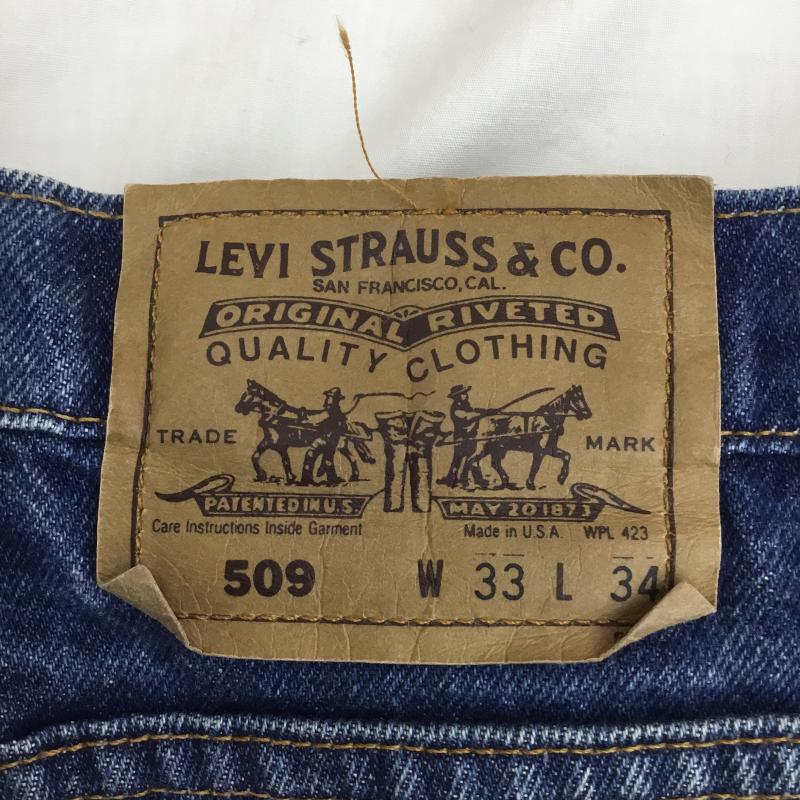 LEVI STRAUSS & CO.
SAN FRANCISCO, CAL.
ORIGINAL RIVETED
QUALITY CLOTHING
TRADE MARK
PATENTED IN U.S. MAY 20 1873
Care Instructions Inside Garment Made in U.S.A. WPL 423
509 W 33 L 34